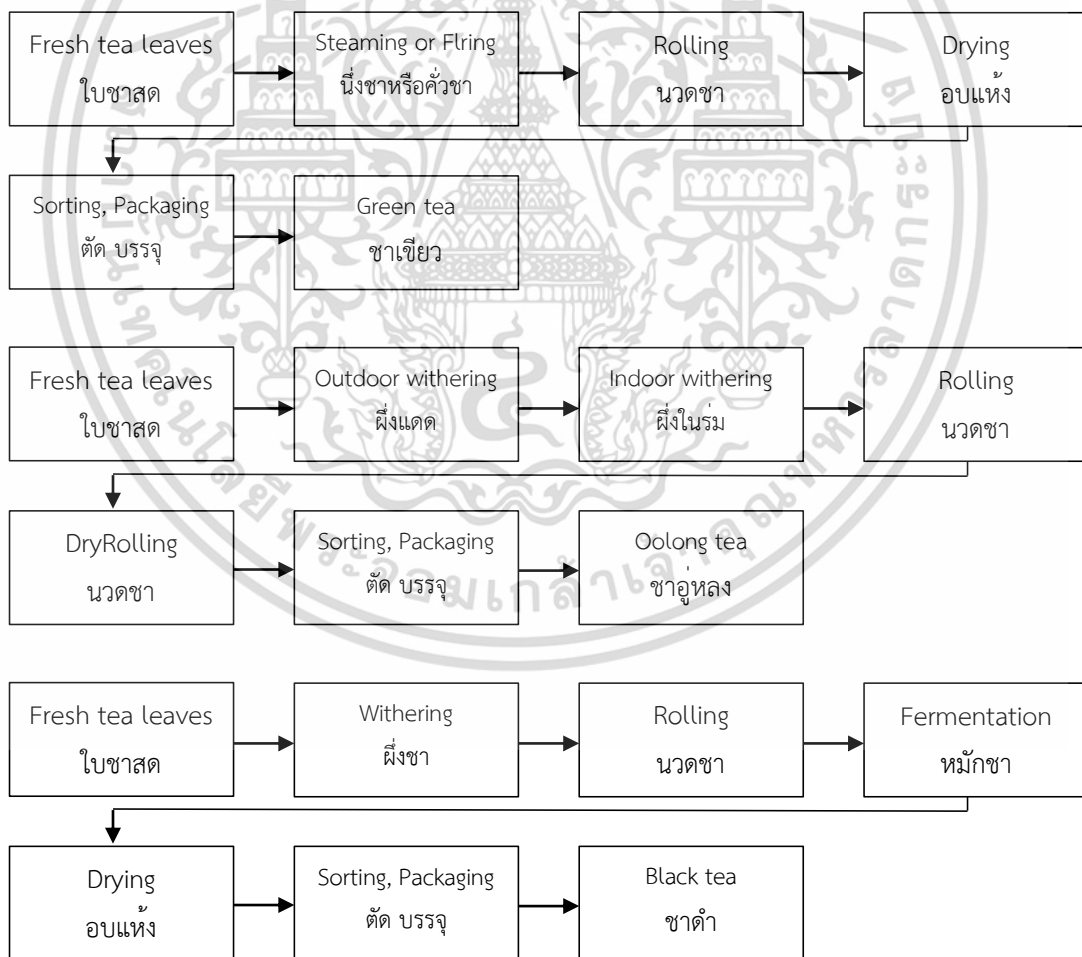 Fresh tea leaves
ใบชาสด
Steaming or Flring
นึ่งชาหรือคั่วชา
Rolling
นวดชา
Drying
อบแห้ง
Sorting, Packaging
ตัด บรรจุ
Green tea
ชาเขียว
Fresh tea leaves
ใบชาสด
Outdoor withering
ผึ่งแดด
Indoor withering
ผึ่งในร่ม
Rolling
นวดชา
DryRolling
นวดชา
Sorting, Packaging
ตัด บรรจุ
Oolong tea
ชาอู่หลง
Fresh tea leaves
ใบชาสด
Withering
ผึ่งชา
Rolling
นวดชา
Fermentation
หมักชา
Drying
อบแห้ง
Sorting, Packaging
ตัด บรรจุ
Black tea
ชาดำ